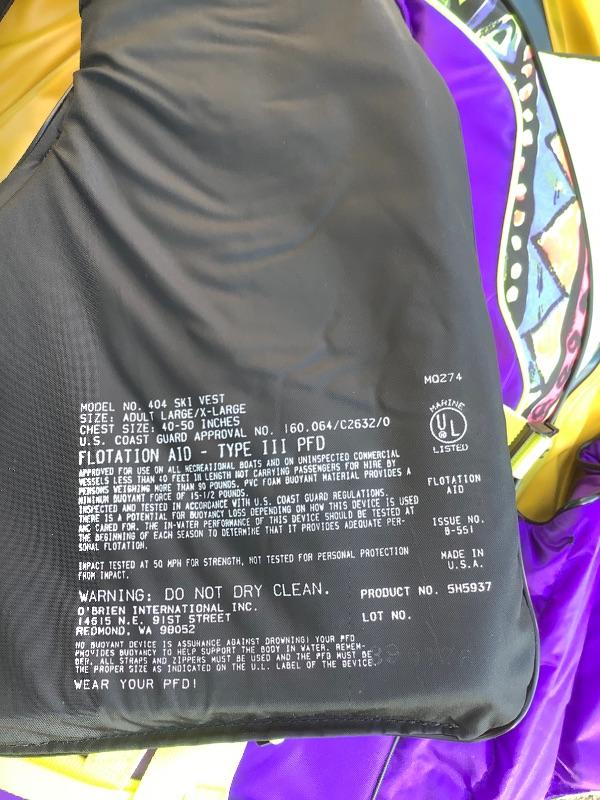 MQ274
MODEL NO. 404 SKI VEST
SIZE: ADULT LARGE/X-LARGE
CHEST SIZE: 40-50 INCHES
U.S. COAST GUARD APPROVAL NO. 160.064/C2632/0
MARINE
UL
LISTED
FLOTATION AID - TYPE III PFD
APPROVED FOR USE ON ALL RECREATIONAL BOATS AND ON UNINSPECTED COMMERCIAL
VESSELS LESS THAN 40 FEET IN LENGTH NOT CARRYING PASSENGERS FOR HIRE BY
PERSONS WEIGHING MORE THAN 90 POUNDS. PVC FOAM BUOYANT MATERIAL PROVIDES A
MINIMUM BUOYANT FORCE OF 15-1/2 POUNDS.
INSPECTED AND TESTED IN ACCORDANCE WITH U.S. COAST GUARD REGULATIONS.
THERE IS A POTENTIAL FOR BUOYANCY LOSS DEPENDING ON HOW THIS DEVICE IS USED
AND CARED FOR. THE IN-WATER PERFORMANCE OF THIS DEVICE SHOULD BE TESTED AT
THE BEGINNING OF EACH SEASON TO DETERMINE THAT IT PROVIDES ADEQUATE PER-
SONAL FLOTATION.
FLOTATION
AID
ISSUE NO.
B-551
IMPACT TESTED AT 50 MPH FOR STRENGTH, NOT TESTED FOR PERSONAL PROTECTION
FROM IMPACT.
MADE IN
U.S.A.
WARNING: DO NOT DRY CLEAN.
PRODUCT NO. SH5937
O'BRIEN INTERNATIONAL INC.
14615 N.E. 91ST STREET
REDMOND, WA 98052
LOT NO.
NO BUOYANT DEVICE IS ASSURANCE AGAINST DROWNING! YOUR PFD
PROVIDES BUOYANCY TO HELP SUPPORT THE BODY IN WATER. REMEM-
BER, ALL STRAPS AND ZIPPERS MUST BE USED AND THE PFD MUST BE
THE PROPER SIZE AS INDICATED ON THE U.L. LABEL OF THE DEVICE.
WEAR YOUR PFD!